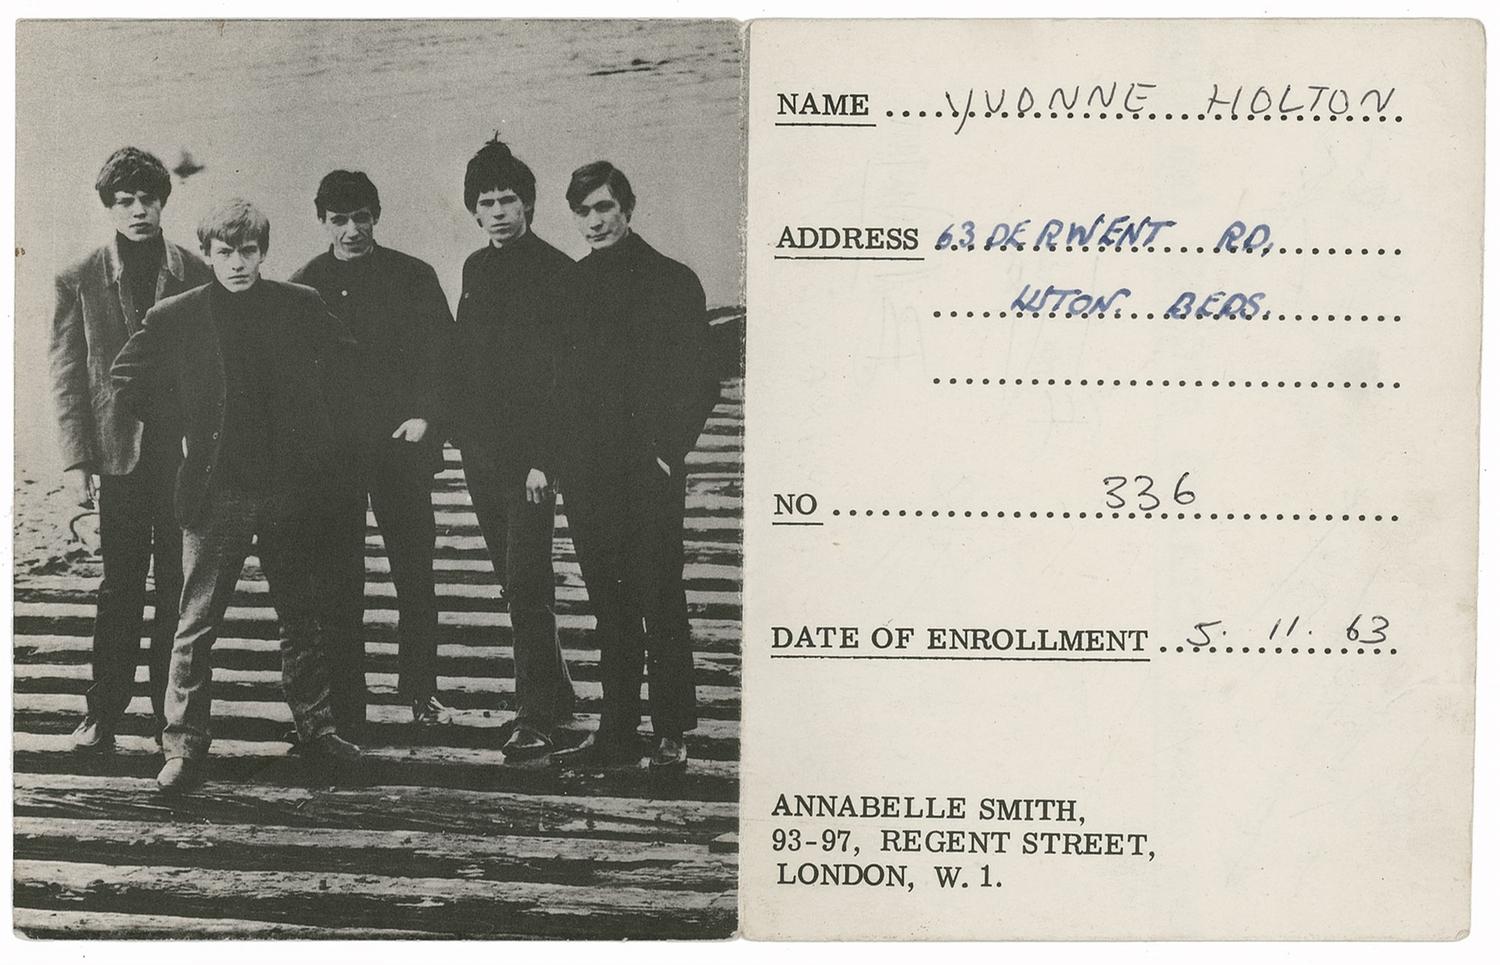 NAME .... YVONNE HOLTON
ADDRESS 63 DERWENT RD,
LUTON. BEDS.
NO .... 336
DATE OF ENROLLMENT .... 5. 11. 63
ANNABELLE SMITH,
93-97, REGENT STREET,
LONDON, W. 1.